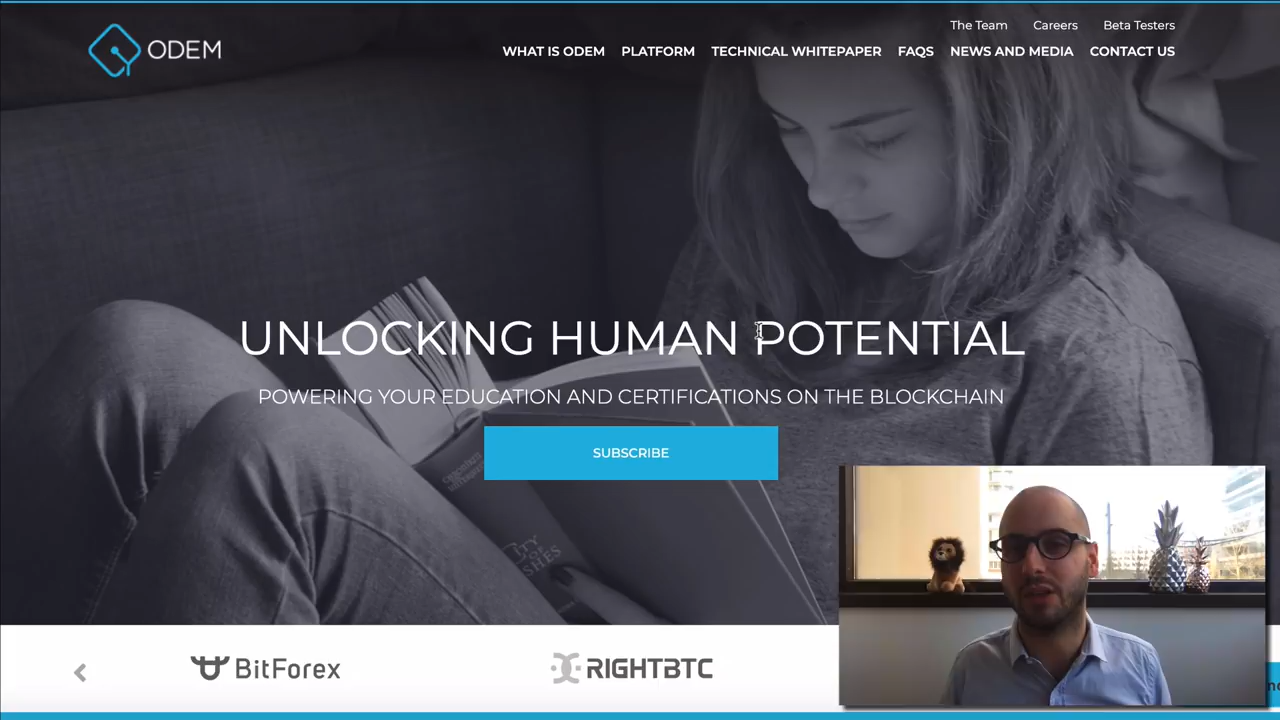 The Team Careers Beta Testers
ODEM WHAT IS ODEM PLATFORM TECHNICAL WHITEPAPER FAQS NEWS AND MEDIA CONTACT US
UNLOCKING HUMAN POTENTIAL
POWERING YOUR EDUCATION AND CERTIFICATIONS ON THE BLOCKCHAIN
SUBSCRIBE
BitForex RIGHTBTC